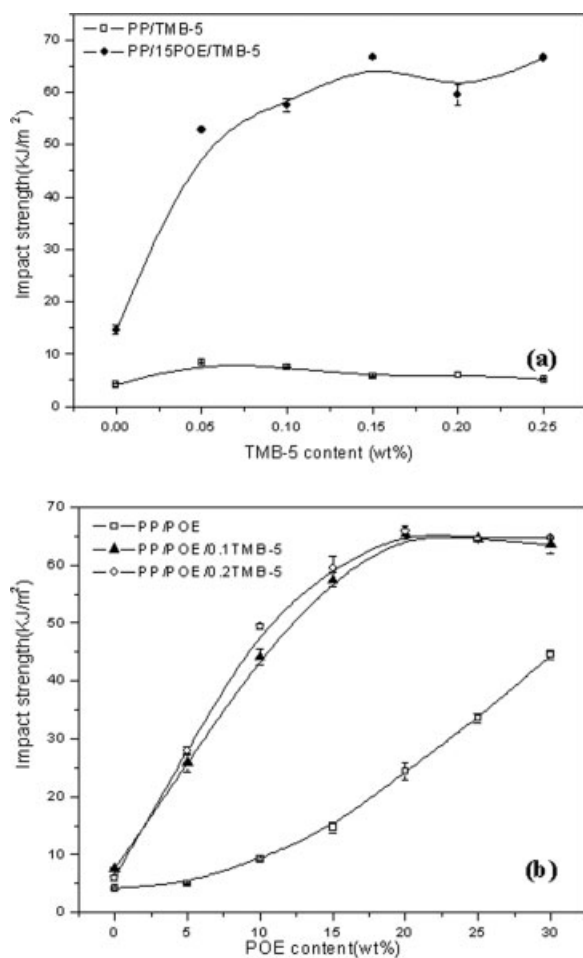 PP/TMB-5
PP/15POE/TMB-5
70
60
50
40
30
20
10
0
Impact strength(KJ/m²)
(a)
0.00 0.05 0.10 0.15 0.20 0.25
TMB-5 content (wt%)
PP/POE
PP/POE/0.1TMB-5
PP/POE/0.2TMB-5
70
60
50
40
30
20
10
0
Impact strength(KJ/m²)
(b)
0 5 10 15 20 25 30
POE content(wt%)